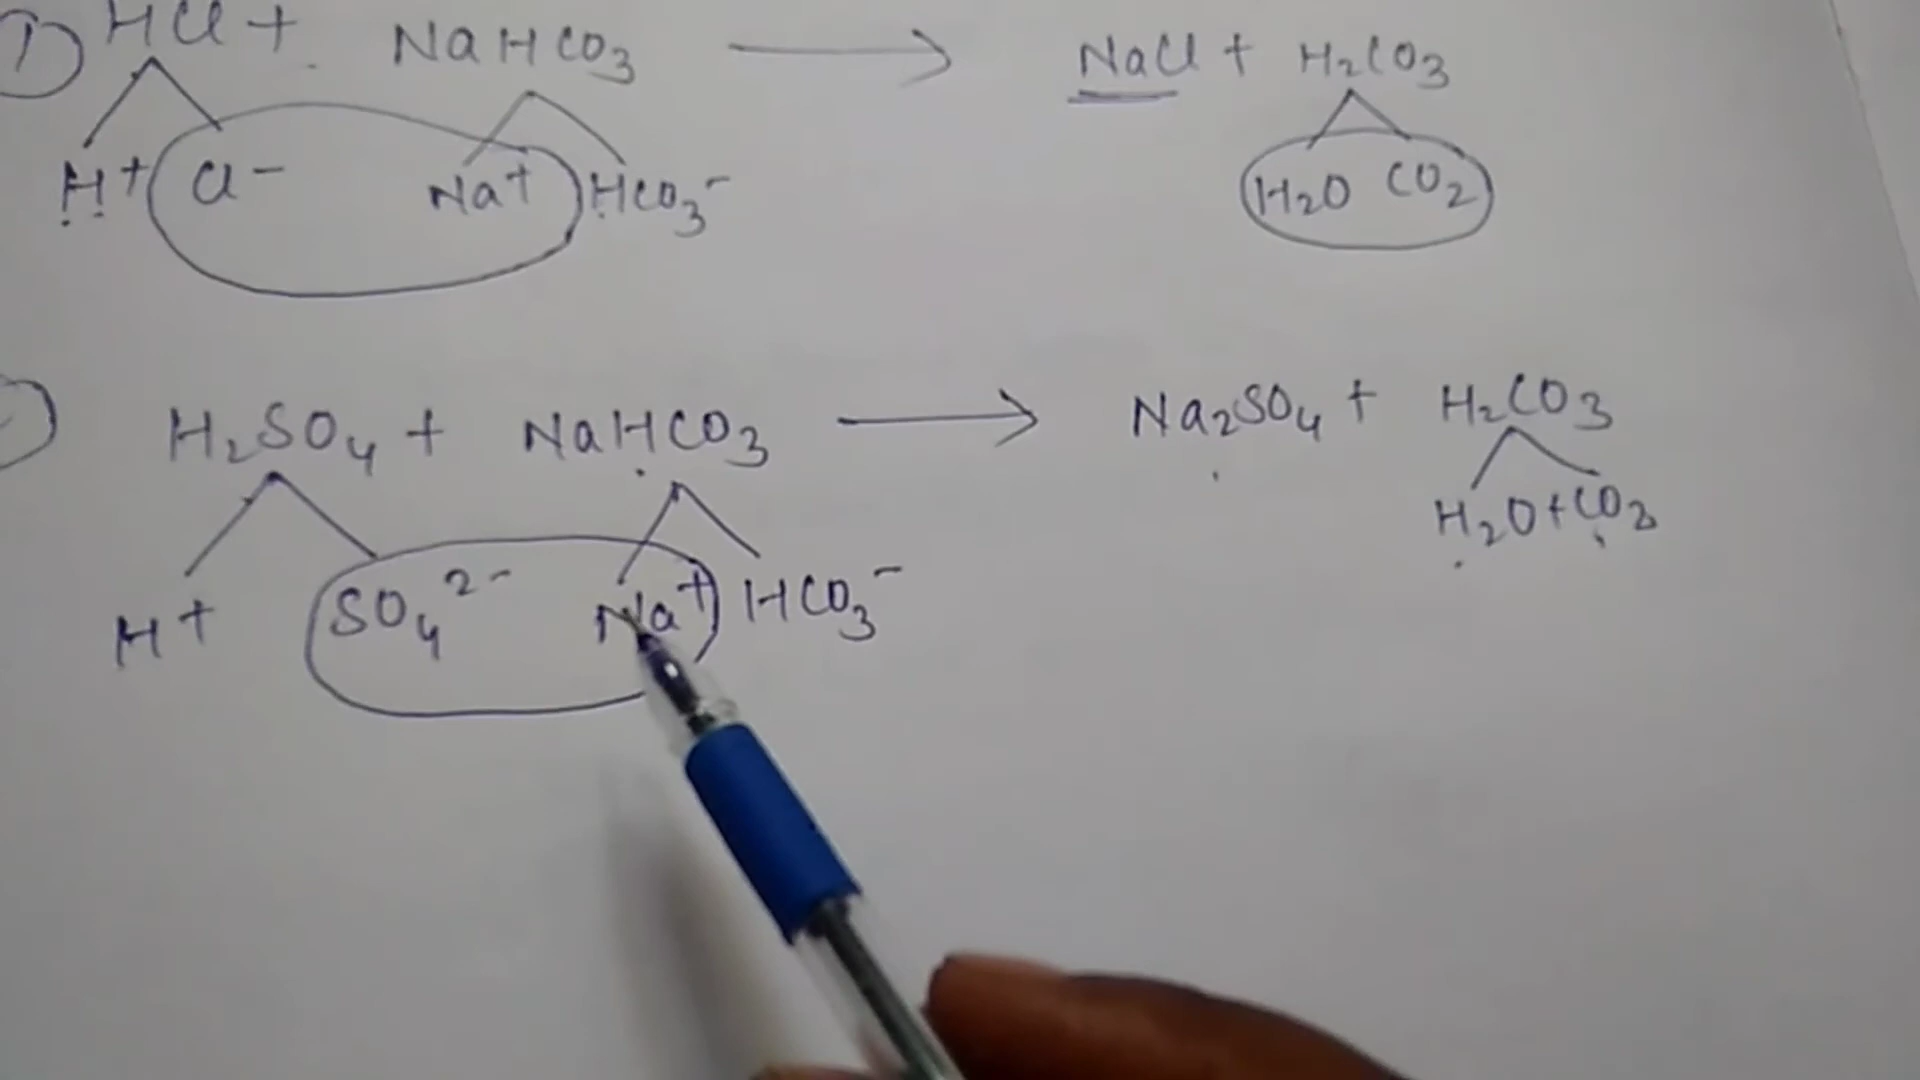 1) HCl + NaHCO3 → NaCl + H2CO3
H+ Cl- Na+ HCO3- H2O CO2
H2SO4 + NaHCO3 → Na2SO4 + H2CO3
H2O + CO2
H+ SO4 2- Na+ HCO3-